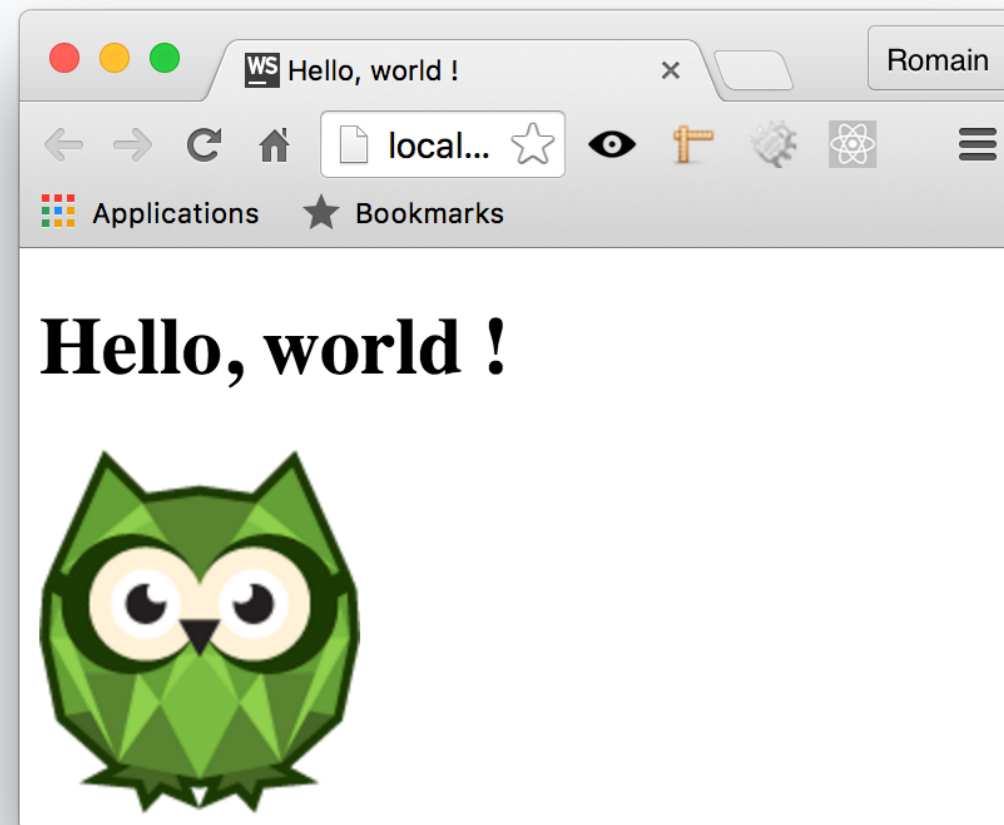 WS Hello, world !
Romain
local...
Applications
Bookmarks
Hello, world !